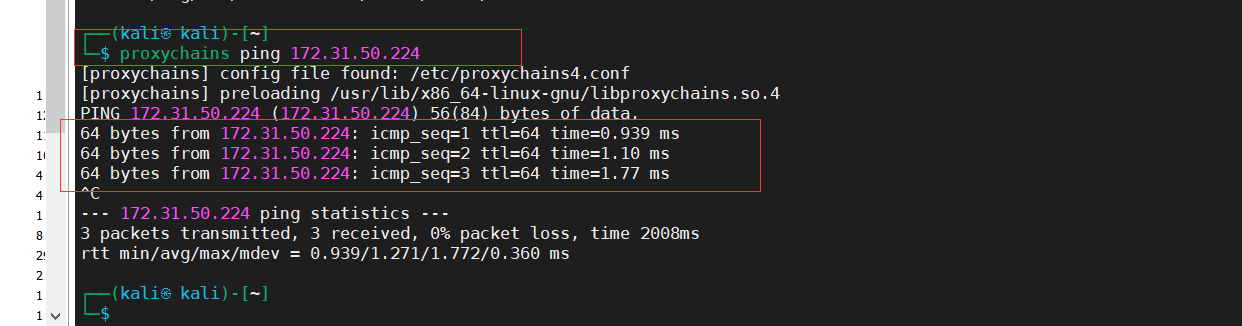 ┌──(kali㉿ kali)-[~]
└─$ proxychains ping 172.31.50.224
[proxychains] config file found: /etc/proxychains4.conf
[proxychains] preloading /usr/lib/x86_64-linux-gnu/libproxychains.so.4
PING 172.31.50.224 (172.31.50.224) 56(84) bytes of data.
64 bytes from 172.31.50.224: icmp_seq=1 ttl=64 time=0.939 ms
64 bytes from 172.31.50.224: icmp_seq=2 ttl=64 time=1.10 ms
64 bytes from 172.31.50.224: icmp_seq=3 ttl=64 time=1.77 ms
^C
--- 172.31.50.224 ping statistics ---
3 packets transmitted, 3 received, 0% packet loss, time 2008ms
rtt min/avg/max/mdev = 0.939/1.271/1.772/0.360 ms
┌──(kali㉿ kali)-[~]
└─$